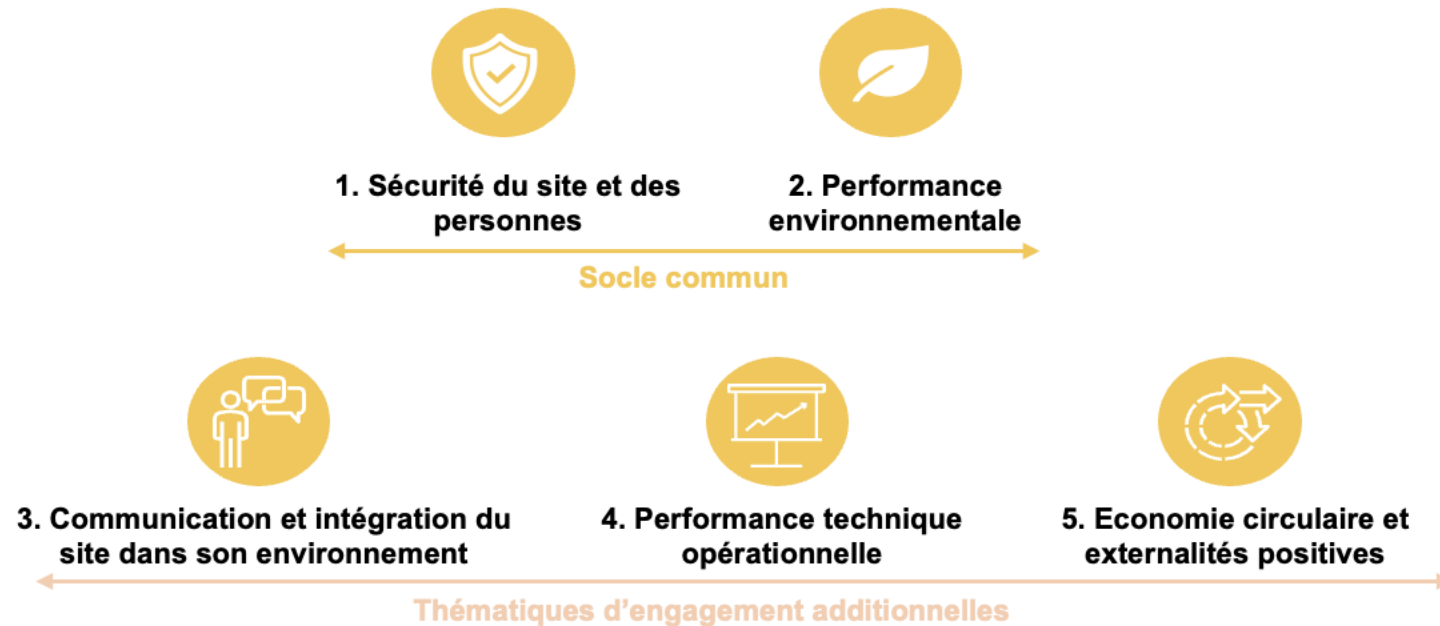 1. Sécurité du site et des
personnes
2. Performance
environnementale
Socle commun
3. Communication et intégration du
site dans son environnement
4. Performance technique
opérationnelle
5. Economie circulaire et
externalités positives
Thématiques d’engagement additionnelles